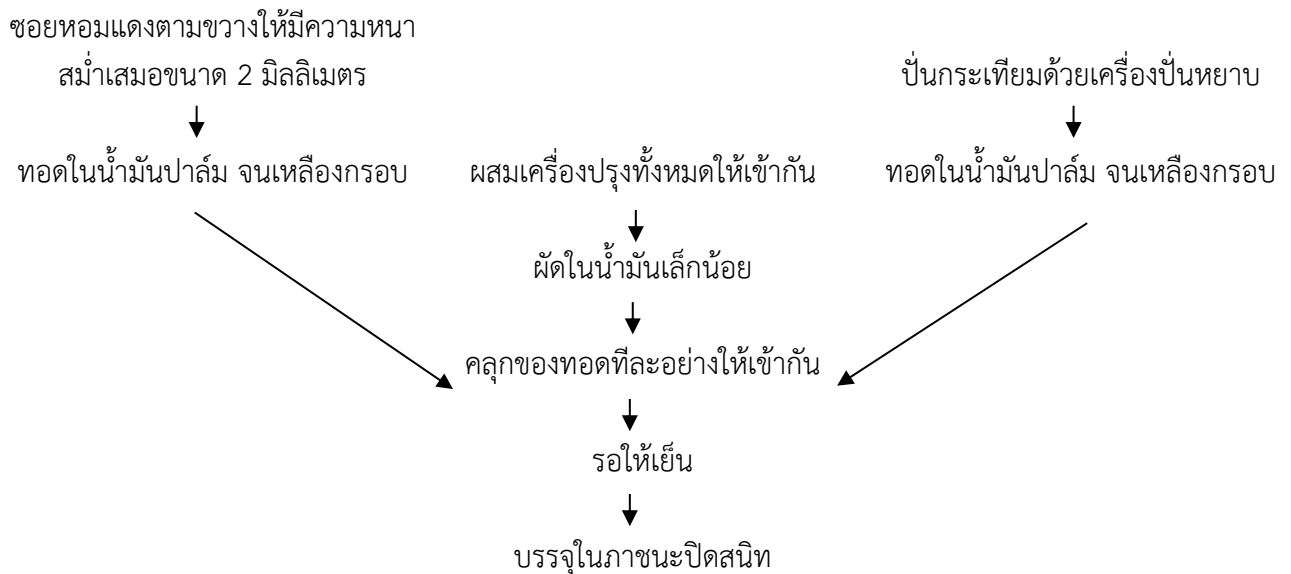 ซอยหอมแดงตามขวางให้มีความหนา
สม่ำเสมอขนาด 2 มิลลิเมตร
ปั่นกระเทียมด้วยเครื่องปั่นหยาบ
ทอดในน้ำมันปาล์ม จนเหลืองกรอบ
ผสมเครื่องปรุงทั้งหมดให้เข้ากัน
ทอดในน้ำมันปาล์ม จนเหลืองกรอบ
ผัดในน้ำมันเล็กน้อย
คลุกของทอดทีละอย่างให้เข้ากัน
รอให้เย็น
บรรจุในภาชนะปิดสนิท